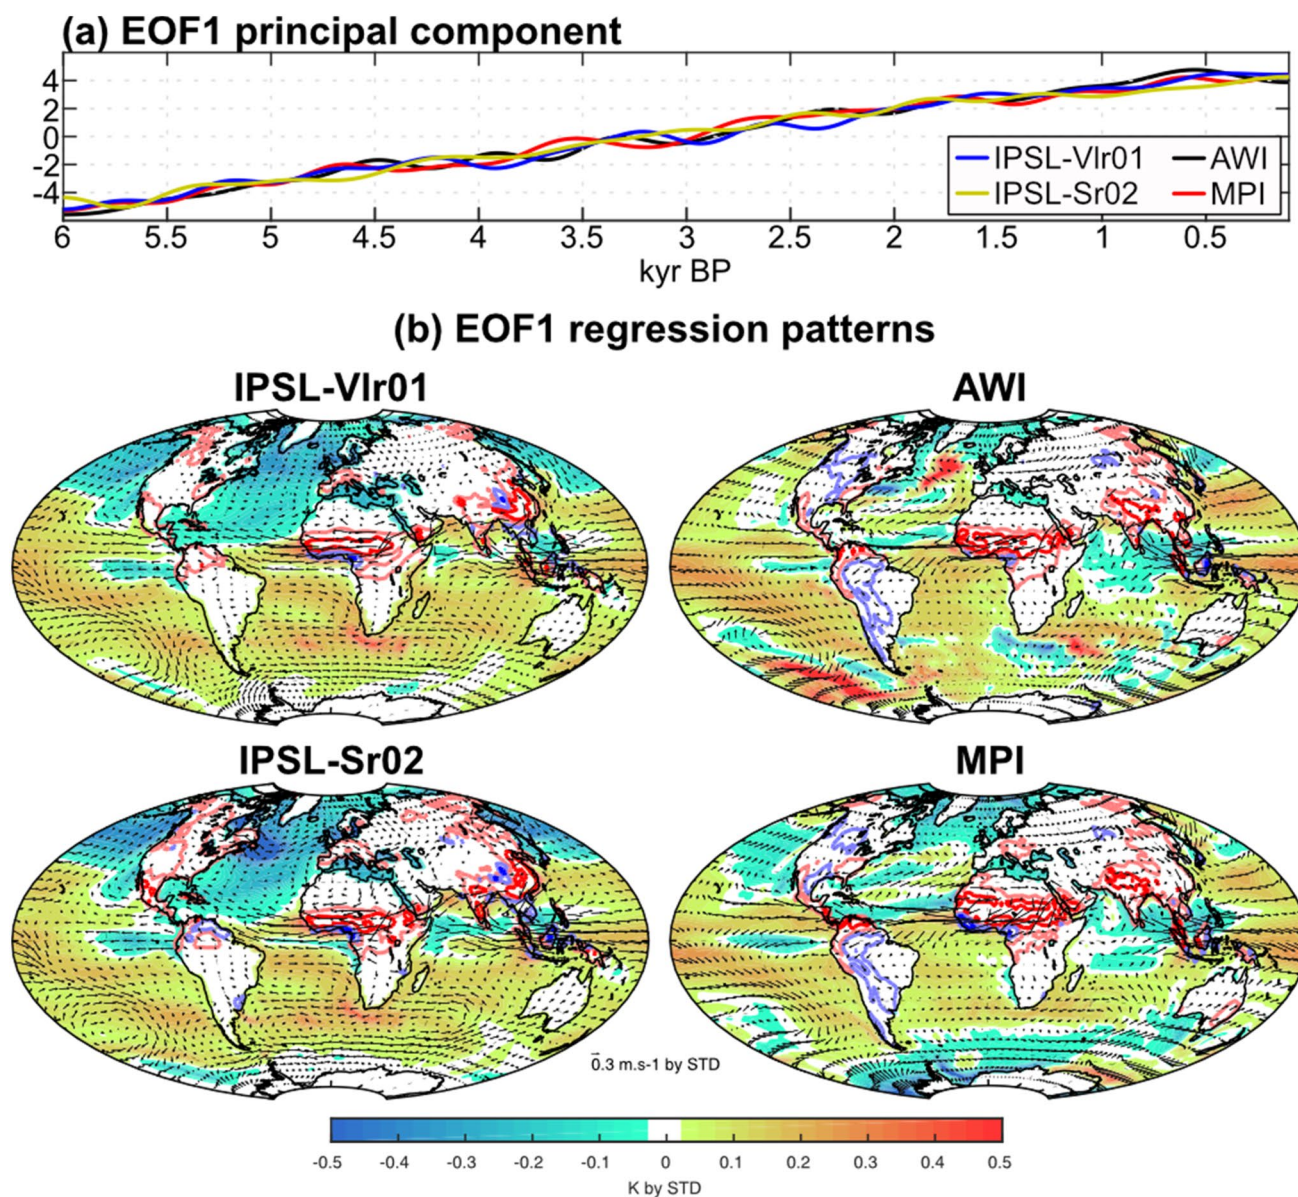 (a) EOF1 principal component
4
2
0
-2
-4
IPSL-Vlr01 AWI
IPSL-Sr02 MPI
6 5.5 5 4.5 4 3.5 3 2.5 2 1.5 1 0.5
kyr BP
(b) EOF1 regression patterns
IPSL-Vlr01 AWI
IPSL-Sr02 MPI
0.3 m.s-1 by STD
-0.5 -0.4 -0.3 -0.2 -0.1 0 0.1 0.2 0.3 0.4 0.5
K by STD